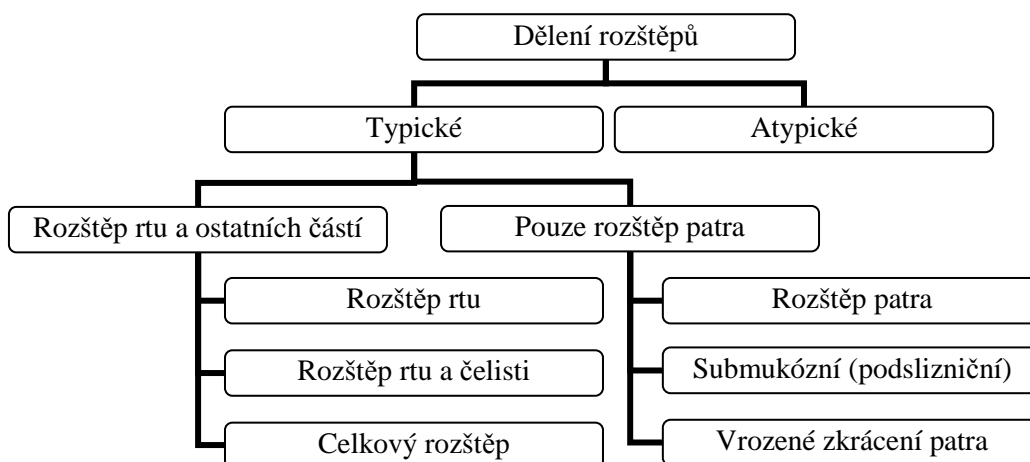 Dělení rozštěpů
Typické
Atypické
Rozštěp rtu a ostatních částí
Pouze rozštěp patra
Rozštěp rtu
Rozštěp patra
Rozštěp rtu a čelisti
Submukózní (podslizniční)
Celkový rozštěp
Vrozené zkrácení patra